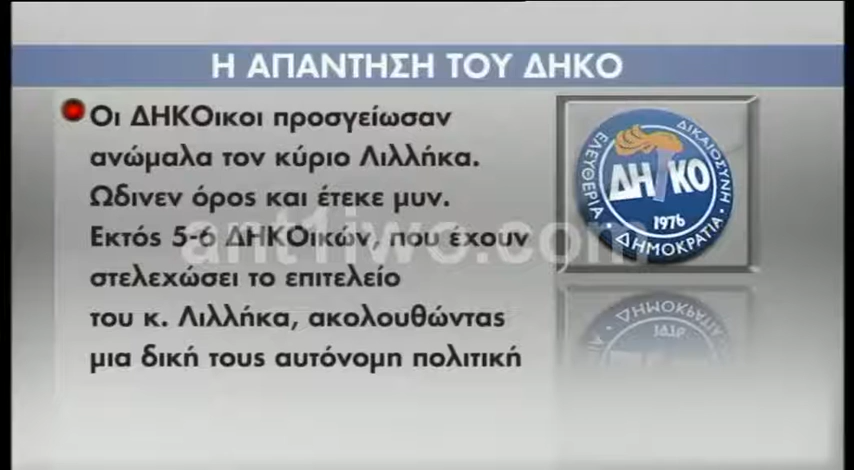 Η ΑΠΑΝΤΗΣΗ ΤΟΥ ΔΗΚΟ
Οι ΔΗΚΟικοι προσγείωσαν
ανώμαλα τον κύριο Λιλλήκα.
Ωδινεν όρος και έτεκε μυν.
Εκτός 5-6 ΔΗΚΟικών, που έχουν
στελεχώσει το επιτελείο
του κ. Λιλλήκα, ακολουθώντας
μια δική τους αυτόνομη πολιτική
ant1iwo.com
ΕΛΕΥΘΕΡΙΑ
ΔΙΚΑΙΟΣΥΝΗ
ΔΗΚΟ
1976
ΔΗΜΟΚΡΑΤΙΑ